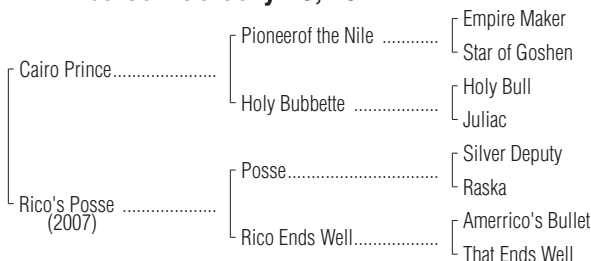 Empire Maker
Pioneerof the Nile ............
Star of Goshen
Cairo Prince.....................
Holy Bull
Holy Bubbette .................
Juliac
Silver Deputy
Posse..............................
Raska
Rico's Posse ...................
(2007)
Amerrico's Bullet
Rico Ends Well.................
That Ends Well